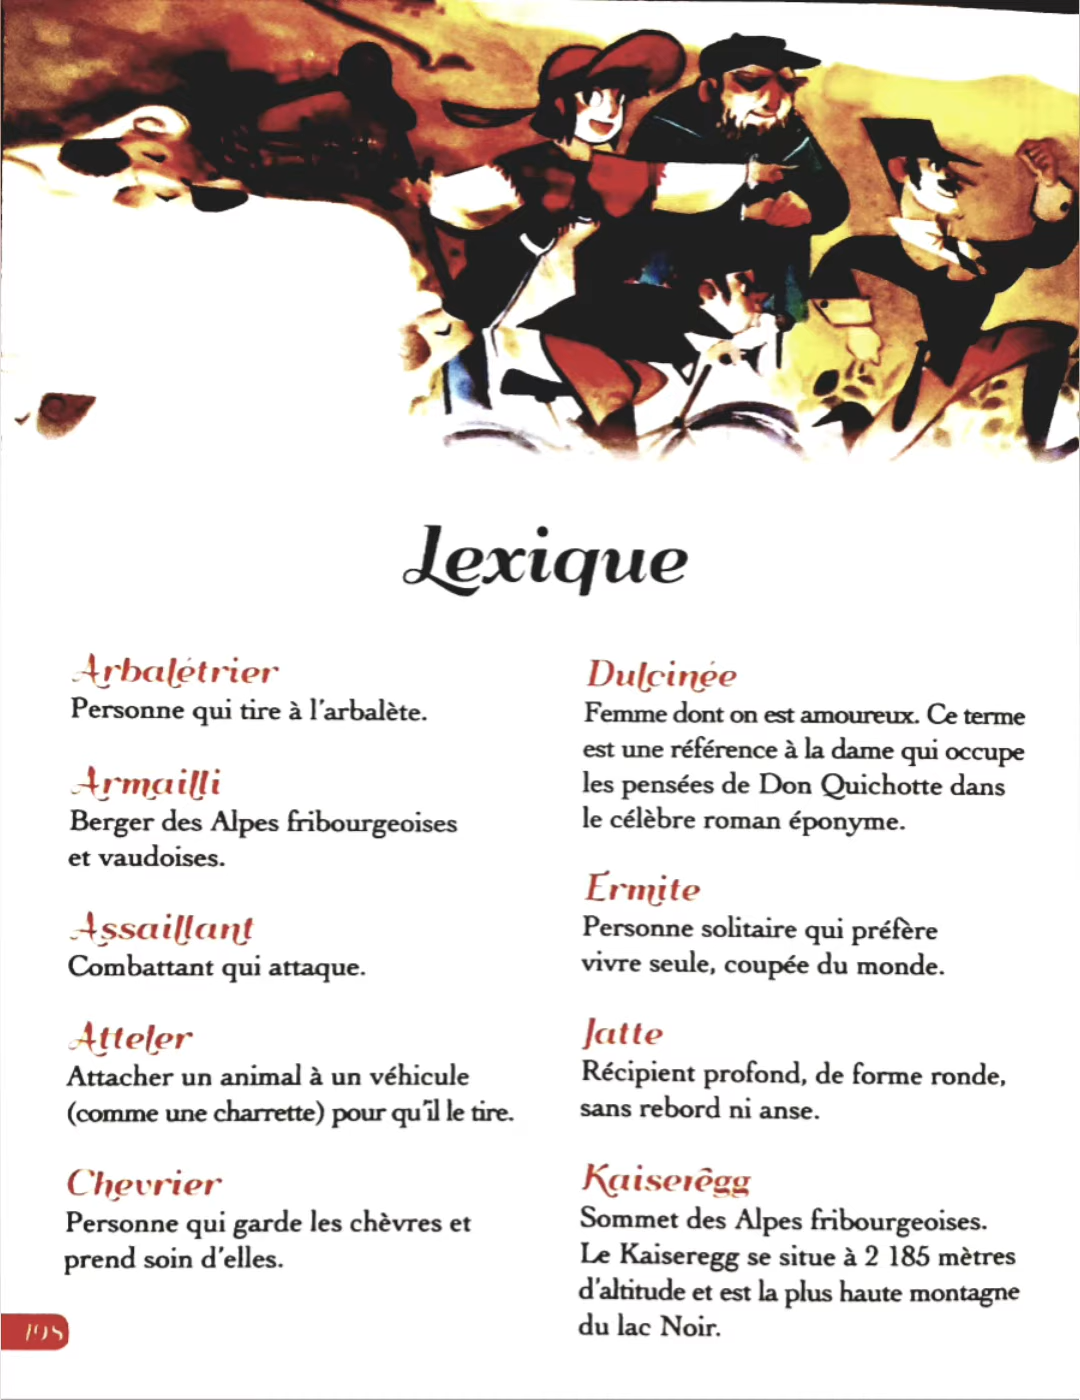 Lexique
Arbalétrier
Personne qui tire à l'arbalète.
Armailli
Berger des Alpes fribourgeoises
et vaudoises.
Assaillant
Combattant qui attaque.
Atteler
Attacher un animal à un véhicule
(comme une charrette) pour qu'il le tire.
Chevrier
Personne qui garde les chèvres et
prend soin d'elles.
Dulcinée
Femme dont on est amoureux. Ce terme
est une référence à la dame qui occupe
les pensées de Don Quichotte dans
le célèbre roman éponyme.
Ermite
Personne solitaire qui préfère
vivre seule, coupée du monde.
Jatte
Récipient profond, de forme ronde,
sans rebord ni anse.
Kaiseregg
Sommet des Alpes fribourgeoises.
Le Kaiseregg se situe à 2 185 mètres
d'altitude et est la plus haute montagne
du lac Noir.